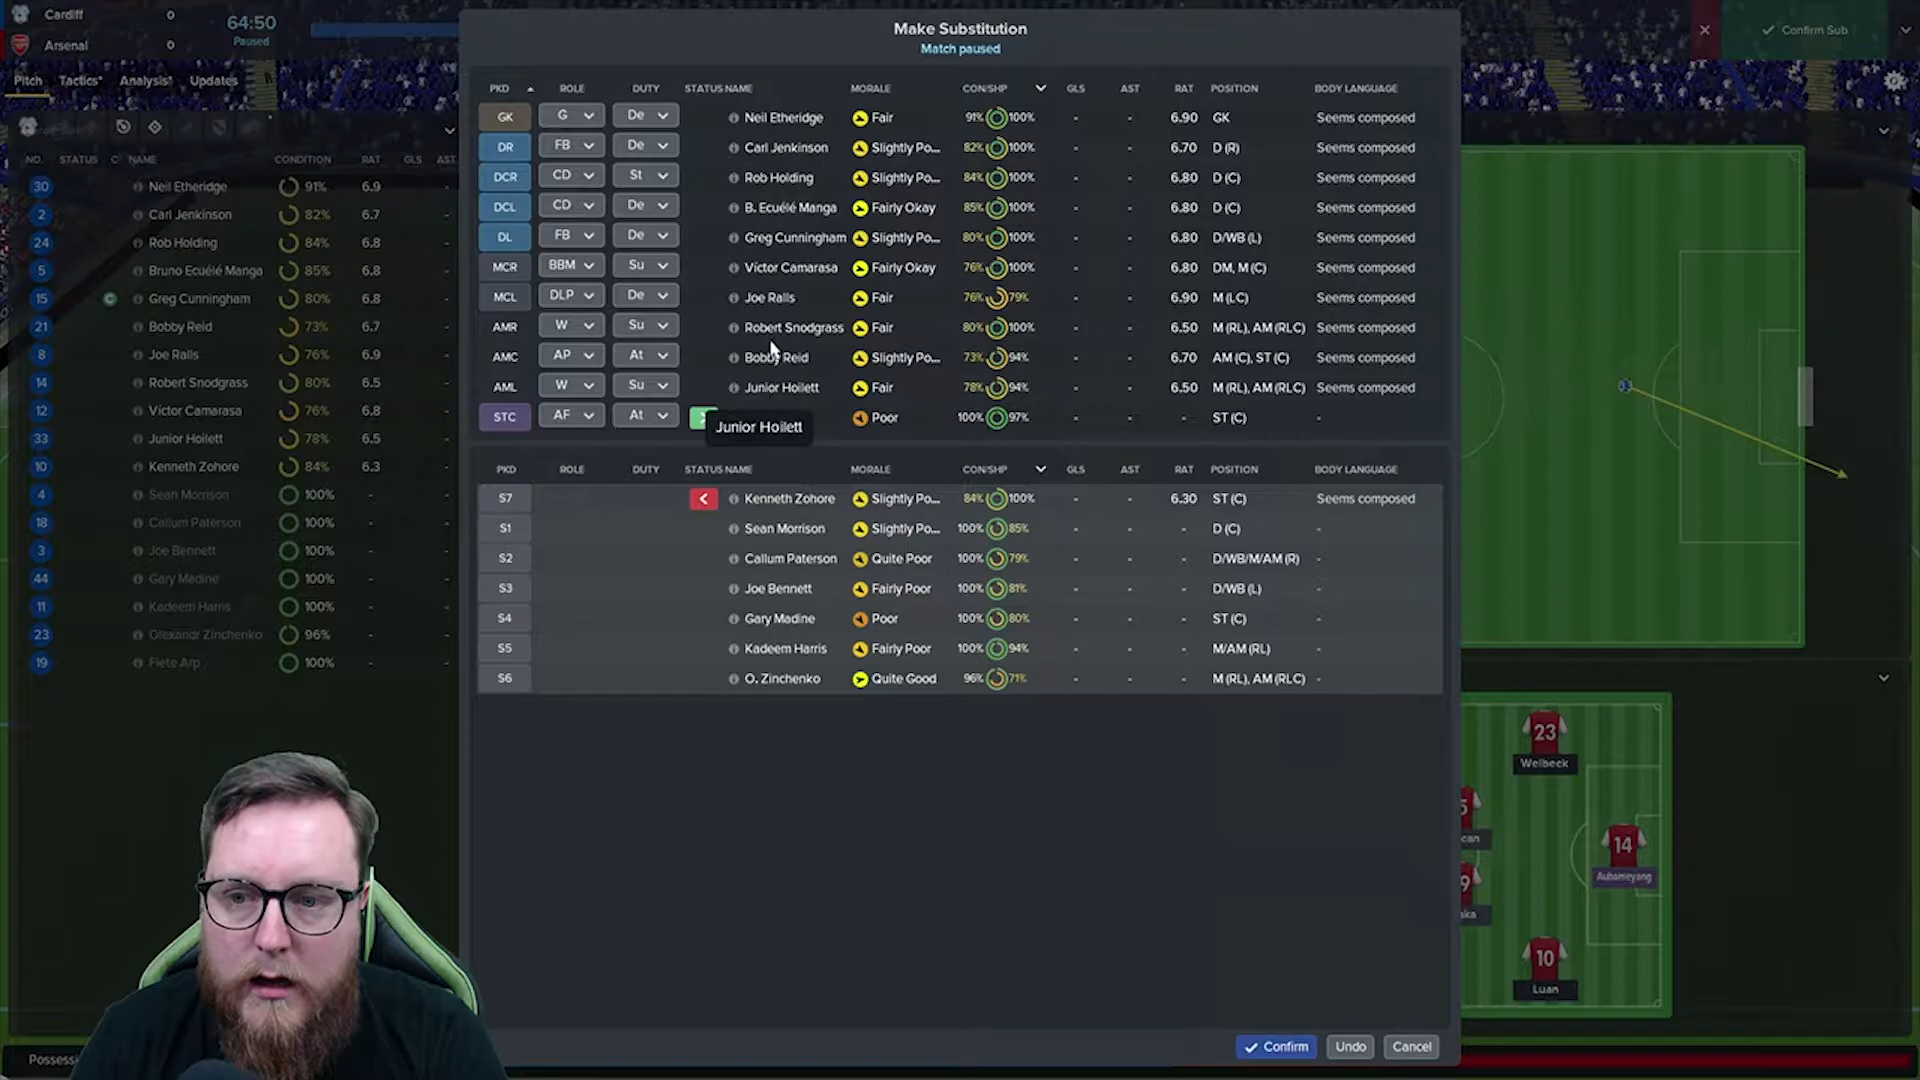 Cardiff 0
Arsenal 0
64:50
Paused
Pitch Tactics* Analysis* Updates
NO. STATUS C NAME CONDITION RAT GLS AST
30 Neil Etheridge 91% 6.9 -
2 Carl Jenkinson 82% 6.7 -
24 Rob Holding 84% 6.8 -
5 Bruno Ecuélé Manga 85% 6.8 -
15 C Greg Cunningham 80% 6.8 -
21 Bobby Reid 73% 6.7 -
8 Joe Ralls 76% 6.9 -
14 Robert Snodgrass 80% 6.5 -
12 Víctor Camarasa 76% 6.8 -
33 Junior Hoilett 78% 6.5 -
10 Kenneth Zohore 84% 6.3 -
4 Sean Morrison 100% - -
18 Callum Paterson 100% - -
3 Joe Bennett 100% - -
44 Gary Madine 100% - -
11 Kadeem Harris 100% - -
23 Olexandr Zinchenko 96% - -
19 Fiete Arp 100% - -
Make Substitution
Match paused
PKD ROLE DUTY STATUS NAME MORALE CON/SHP GLS AST RAT POSITION BODY LANGUAGE
GK G De Neil Etheridge Fair 91% 100% - - 6.90 GK Seems composed
DR FB De Carl Jenkinson Slightly Po... 82% 100% - - 6.70 D (R) Seems composed
DCR CD St Rob Holding Slightly Po... 84% 100% - - 6.80 D (C) Seems composed
DCL CD De B. Ecuélé Manga Fairly Okay 85% 100% - - 6.80 D (C) Seems composed
DL FB De Greg Cunningham Slightly Po... 80% 100% - - 6.80 D/WB (L) Seems composed
MCR BBM Su Víctor Camarasa Fairly Okay 76% 100% - - 6.80 DM, M (C) Seems composed
MCL DLP De Joe Ralls Fair 76% 79% - - 6.90 M (LC) Seems composed
AMR W Su Robert Snodgrass Fair 80% 100% - - 6.50 M (RL), AM (RLC) Seems composed
AMC AP At Bobby Reid Slightly Po... 73% 94% - - 6.70 AM (C), ST (C) Seems composed
AML W Su Junior Hoilett Fair 78% 94% - - 6.50 M (RL), AM (RLC) Seems composed
STC AF At Poor 100% 97% - - - ST (C) -
Junior Hoilett
PKD ROLE DUTY STATUS NAME MORALE CON/SHP GLS AST RAT POSITION BODY LANGUAGE
S7 < Kenneth Zohore Slightly Po... 84% 100% - - 6.30 ST (C) Seems composed
S1 Sean Morrison Slightly Po... 100% 85% - - - D (C) -
S2 Callum Paterson Quite Poor 100% 79% - - - D/WB/M/AM (R) -
S3 Joe Bennett Fairly Poor 100% 81% - - - D/WB (L) -
S4 Gary Madine Poor 100% 80% - - - ST (C) -
S5 Kadeem Harris Fairly Poor 100% 94% - - - M/AM (RL) -
S6 O. Zinchenko Quite Good 96% 71% - - - M (RL), AM (RLC) -
Confirm Undo Cancel
Confirm Sub
23
Welbeck
14
Aubameyang
10
Luan
Possessi